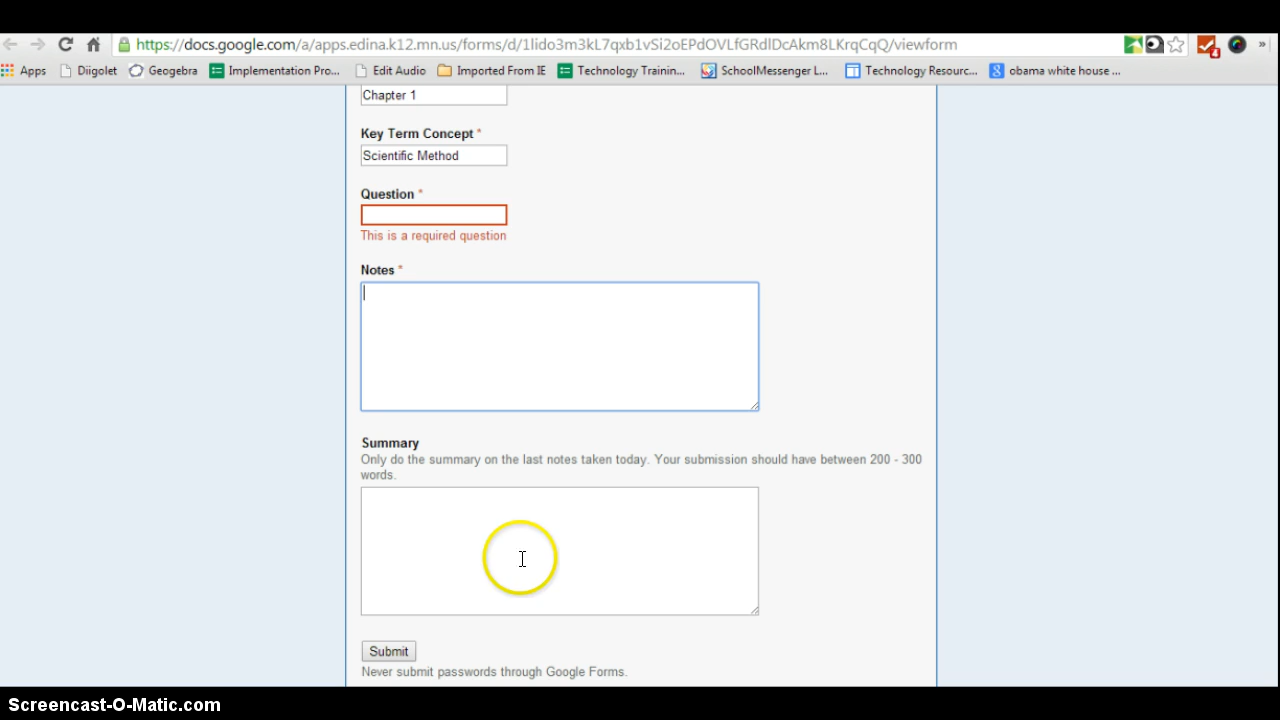 https://docs.google.com/a/apps.edina.k12.mn.us/forms/d/1lido3m3kL7qxb1vSi2oEPdOVLfGRdlDcAkm8LKrqCqQ/viewform
4 »
Apps Diigolet Geogebra Implementation Pro... Edit Audio Imported From IE Technology Trainin... SchoolMessenger L... Technology Resourc... obama white house ...
Chapter 1
Key Term Concept *
Scientific Method
Question *
This is a required question
Notes *
Summary
Only do the summary on the last notes taken today. Your submission should have between 200 - 300
words.
Submit
Never submit passwords through Google Forms.
Screencast-O-Matic.com